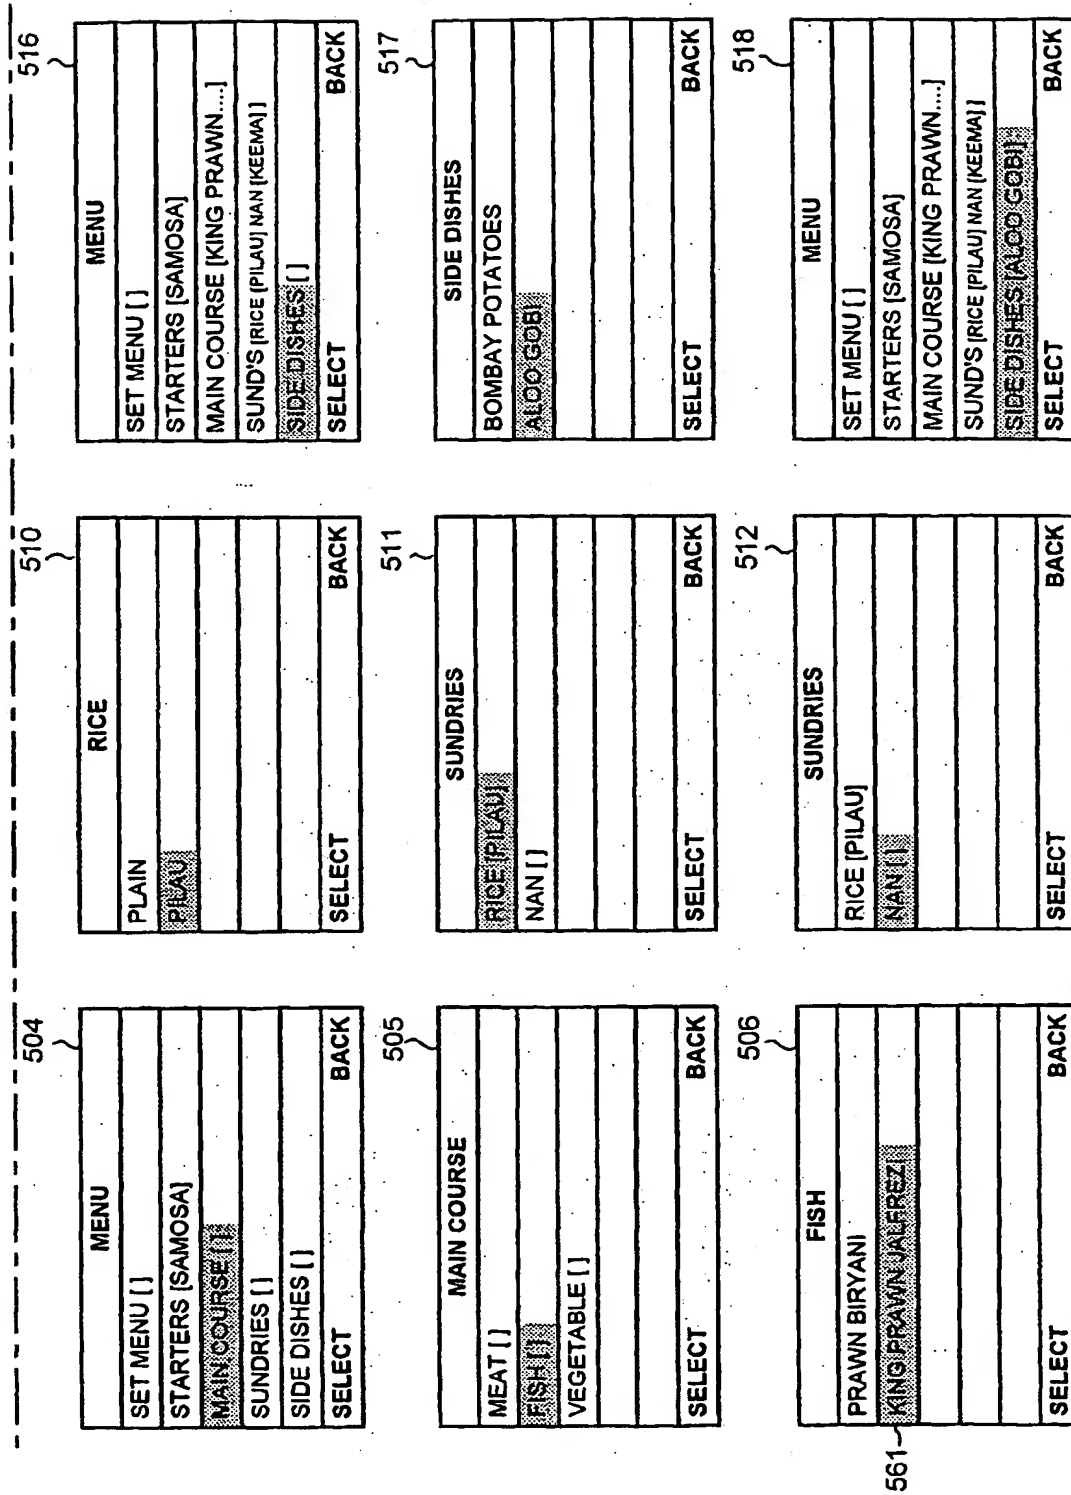 504
MENU
SET MENU [ ]
STARTERS [SAMOSA]
MAIN COURSE [ ]
SUNDRIES [ ]
SIDE DISHES [ ]
SELECT BACK
505
MAIN COURSE
MEAT [ ]
FISH [ ]
VEGETABLE [ ]
SELECT BACK
506
FISH
PRAWN BIRYANI
KING PRAWN JALFREZI
561
SELECT BACK
510
RICE
PLAIN
PILAU
SELECT BACK
511
SUNDRIES
RICE [PILAU]
NAN [ ]
SELECT BACK
512
SUNDRIES
RICE [PILAU]
NAN [ ]
SELECT BACK
516
MENU
SET MENU [ ]
STARTERS [SAMOSA]
MAIN COURSE [KING PRAWN....]
SUND'S [RICE [PILAU] NAN [KEEMA] ]
SIDE DISHES [ ]
SELECT BACK
517
SIDE DISHES
BOMBAY POTATOES
ALOO GOBI
SELECT BACK
518
MENU
SET MENU [ ]
STARTERS [SAMOSA]
MAIN COURSE [KING PRAWN....]
SUND'S [RICE [PILAU] NAN [KEEMA] ]
SIDE DISHES [ALOO GOBI]
SELECT BACK